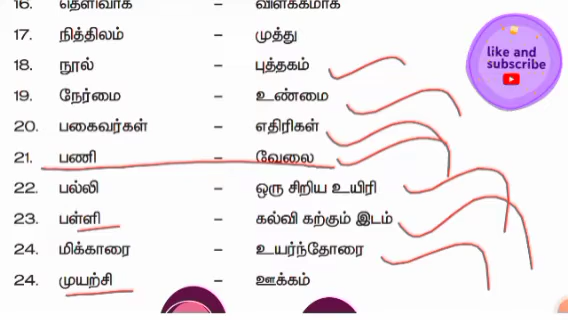 16. தெளிவாக – விளக்கமாக
17. நித்திலம் – முத்து
18. நூல் – புத்தகம்
19. நேர்மை – உண்மை
20. பகைவர்கள் – எதிரிகள்
21. பணி – வேலை
22. பல்லி – ஒரு சிறிய உயிரி
23. பள்ளி – கல்வி கற்கும் இடம்
24. மிக்காரை – உயர்ந்தோரை
24. முயற்சி – ஊக்கம்
like and
subscribe